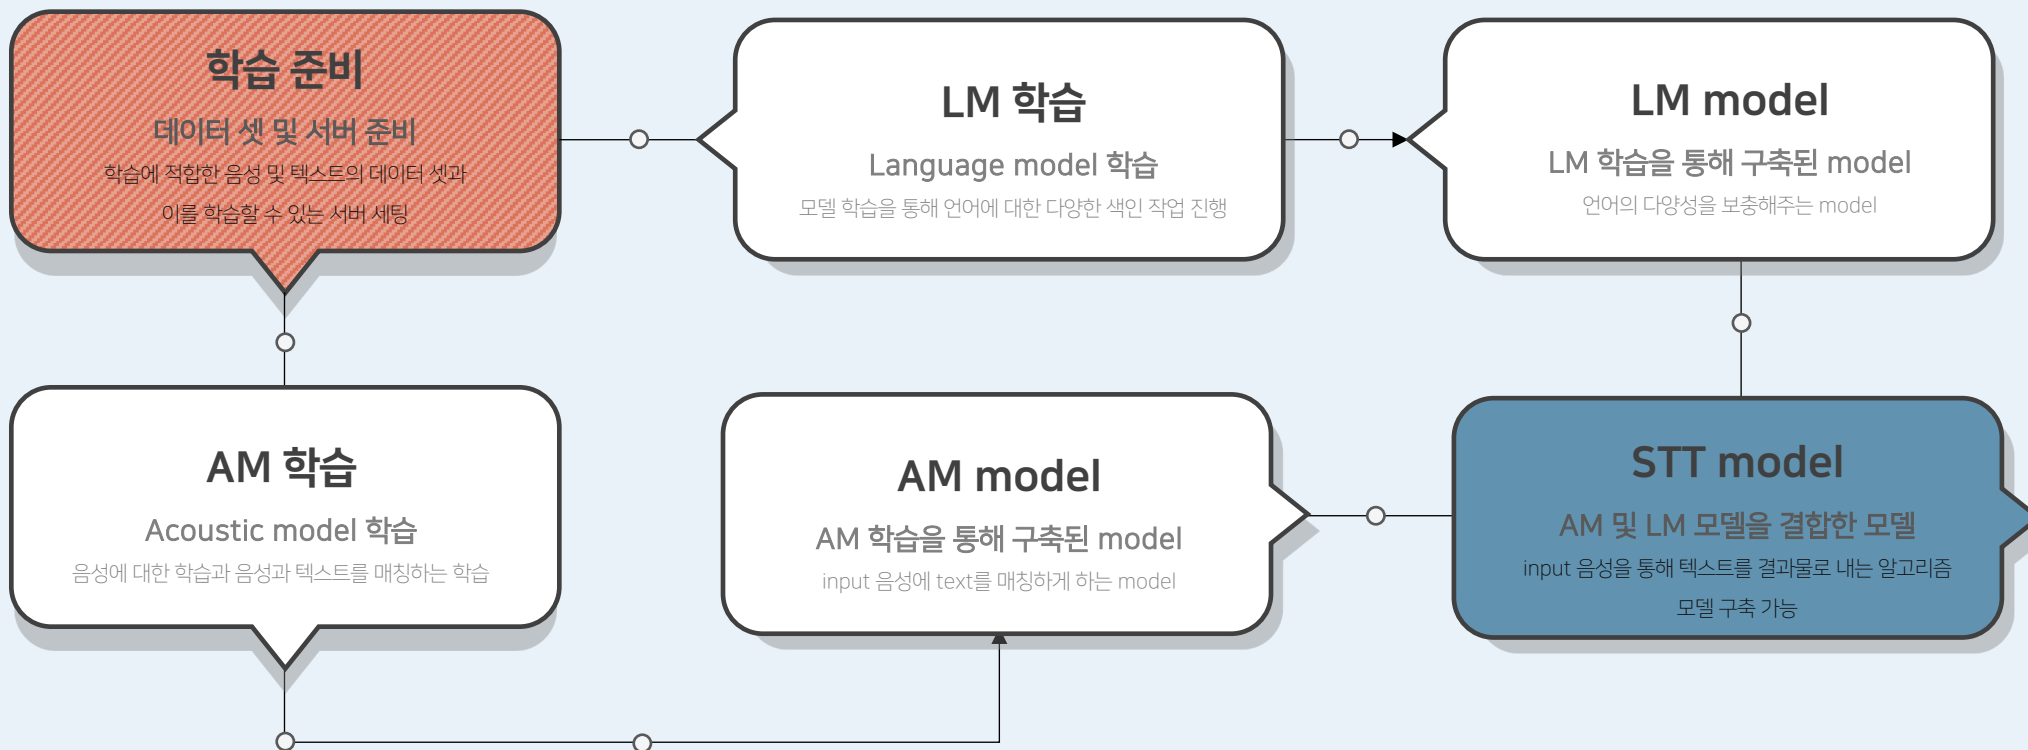 학습 준비
데이터 셋 및 서버 준비
학습에 적합한 음성 및 텍스트의 데이터 셋과
이를 학습할 수 있는 서버 세팅
LM 학습
Language model 학습
모델 학습을 통해 언어에 대한 다양한 색인 작업 진행
LM model
LM 학습을 통해 구축된 model
언어의 다양성을 보충해주는 model
AM 학습
Acoustic model 학습
음성에 대한 학습과 음성과 텍스트를 매칭하는 학습
AM model
AM 학습을 통해 구축된 model
input 음성에 text를 매칭하게 하는 model
STT model
AM 및 LM 모델을 결합한 모델
input 음성을 통해 텍스트를 결과물로 내는 알고리즘
모델 구축 가능